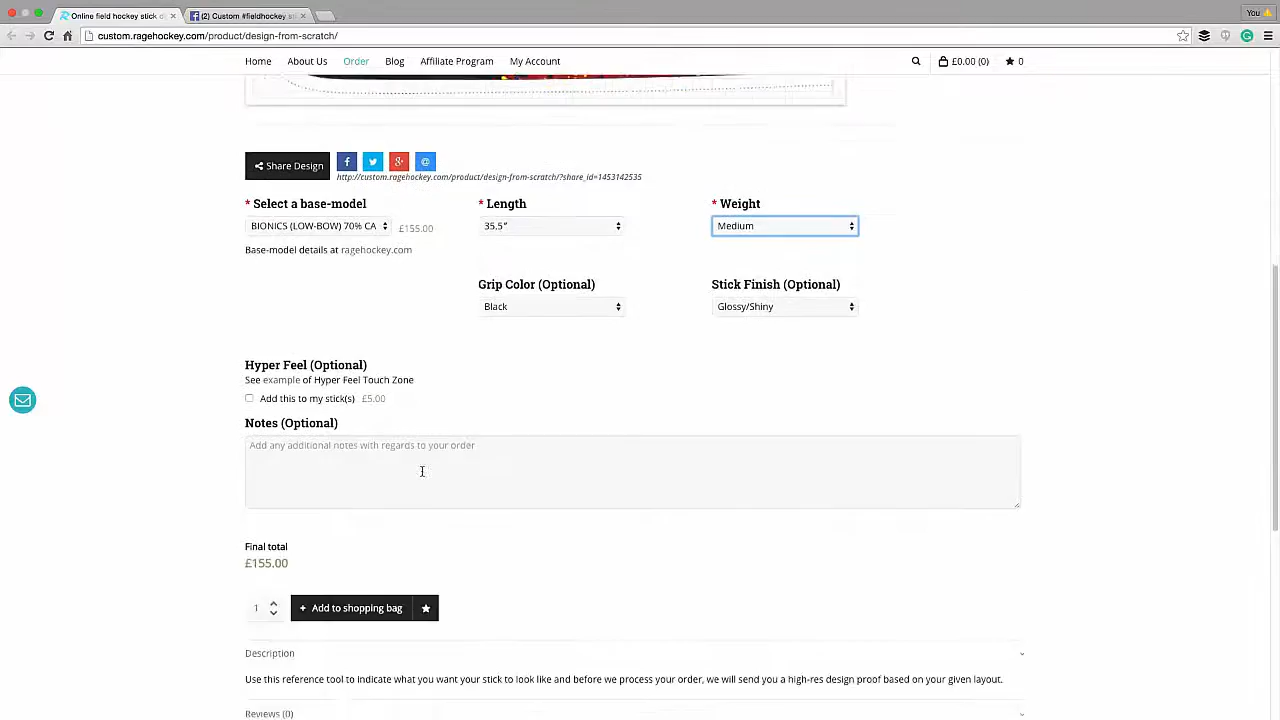 Online field hockey stick di
(2) Custom #fieldhockey sti
You
custom.ragehockey.com/product/design-from-scratch/
Home About Us Order Blog Affiliate Program My Account £0.00 (0) 0
Share Design
http://custom.ragehockey.com/product/design-from-scratch/?share_id=1453142535
* Select a base-model * Length * Weight
BIONICS (LOW-BOW) 70% CA £155.00 35.5" Medium
Base-model details at ragehockey.com
Grip Color (Optional) Stick Finish (Optional)
Black Glossy/Shiny
Hyper Feel (Optional)
See example of Hyper Feel Touch Zone
Add this to my stick(s) £5.00
Notes (Optional)
Add any additional notes with regards to your order
Final total
£155.00
1 + Add to shopping bag
Description
Use this reference tool to indicate what you want your stick to look like and before we process your order, we will send you a high-res design proof based on your given layout.
Reviews (0)